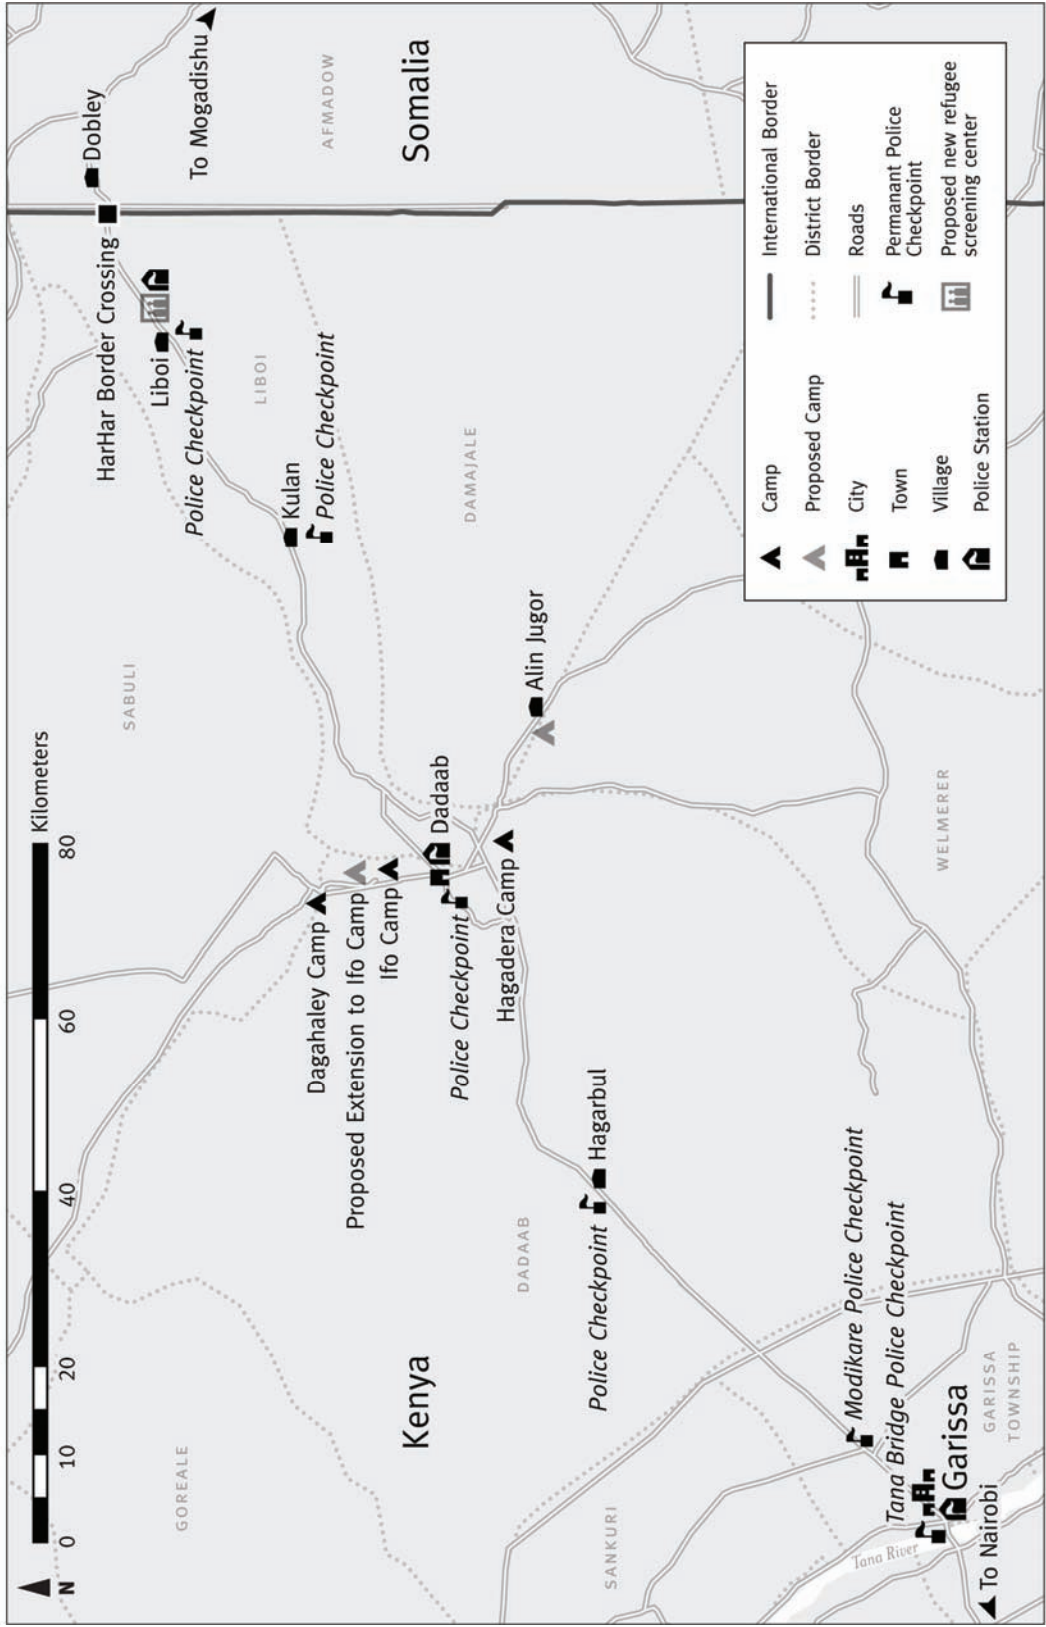 N
0
10
20
40
60
80
Kilometers
HarHar Border Crossing
Dobley
To Mogadishu
AFMADOW
Somalia
SABULI
Liboi
Police Checkpoint
LIBOI
Kulan
Police Checkpoint
DAMAJALE
GOREALE
Dagahaley Camp
Proposed Extension to Ifo Camp
Ifo Camp
Dadaab
Police Checkpoint
Hagadera Camp
Alin Jugor
Kenya
DADAAB
Police Checkpoint
Hagarbul
SANKURI
WELMERER
Modikare Police Checkpoint
Tana Bridge Police Checkpoint
Tana River
Garissa
GARISSA
TOWNSHIP
To Nairobi
Camp
Proposed Camp
City
Town
Village
Police Station
International Border
District Border
Roads
Permanant Police
Checkpoint
Proposed new refugee
screening center